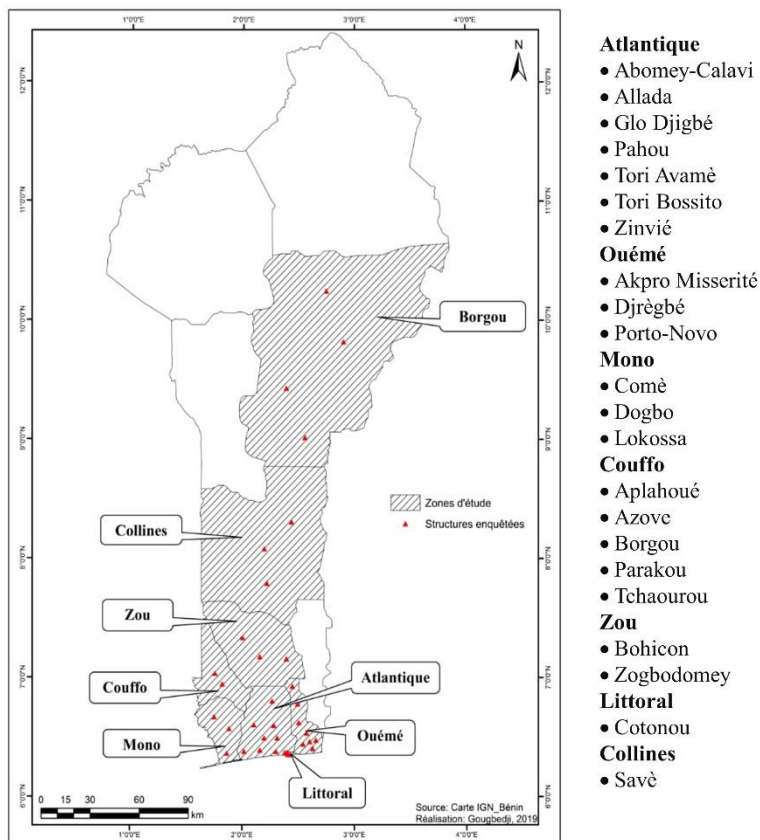 1°0'0"E
2°0'0"E
3°0'0"E
4°0'0"E
N
12°0'0"N
12°0'0"N
11°0'0"N
11°0'0"N
10°0'0"N
10°0'0"N
Borgou
9°0'0"N
9°0'0"N
Zones d'étude
Structures enquêtées
Collines
8°0'0"N
8°0'0"N
Zou
7°0'0"N
7°0'0"N
Atlantique
Couffo
Ouémé
Mono
Littoral
6°0'0"N
6°0'0"N
0 15 30 60 90
km
Source: Carte IGN_Bénin
Réalisation: Gougbedji, 2019
1°0'0"E
2°0'0"E
3°0'0"E
4°0'0"E
Atlantique
• Abomey-Calavi
• Allada
• Glo Djigbé
• Pahou
• Tori Avamè
• Tori Bossito
• Zinvié
Ouémé
• Akpro Misserité
• Djrègbé
• Porto-Novo
Mono
• Comè
• Dogbo
• Lokossa
Couffo
• Aplahoué
• Azove
• Borgou
• Parakou
• Tchaourou
Zou
• Bohicon
• Zogbodomey
Littoral
• Cotonou
Collines
• Savè